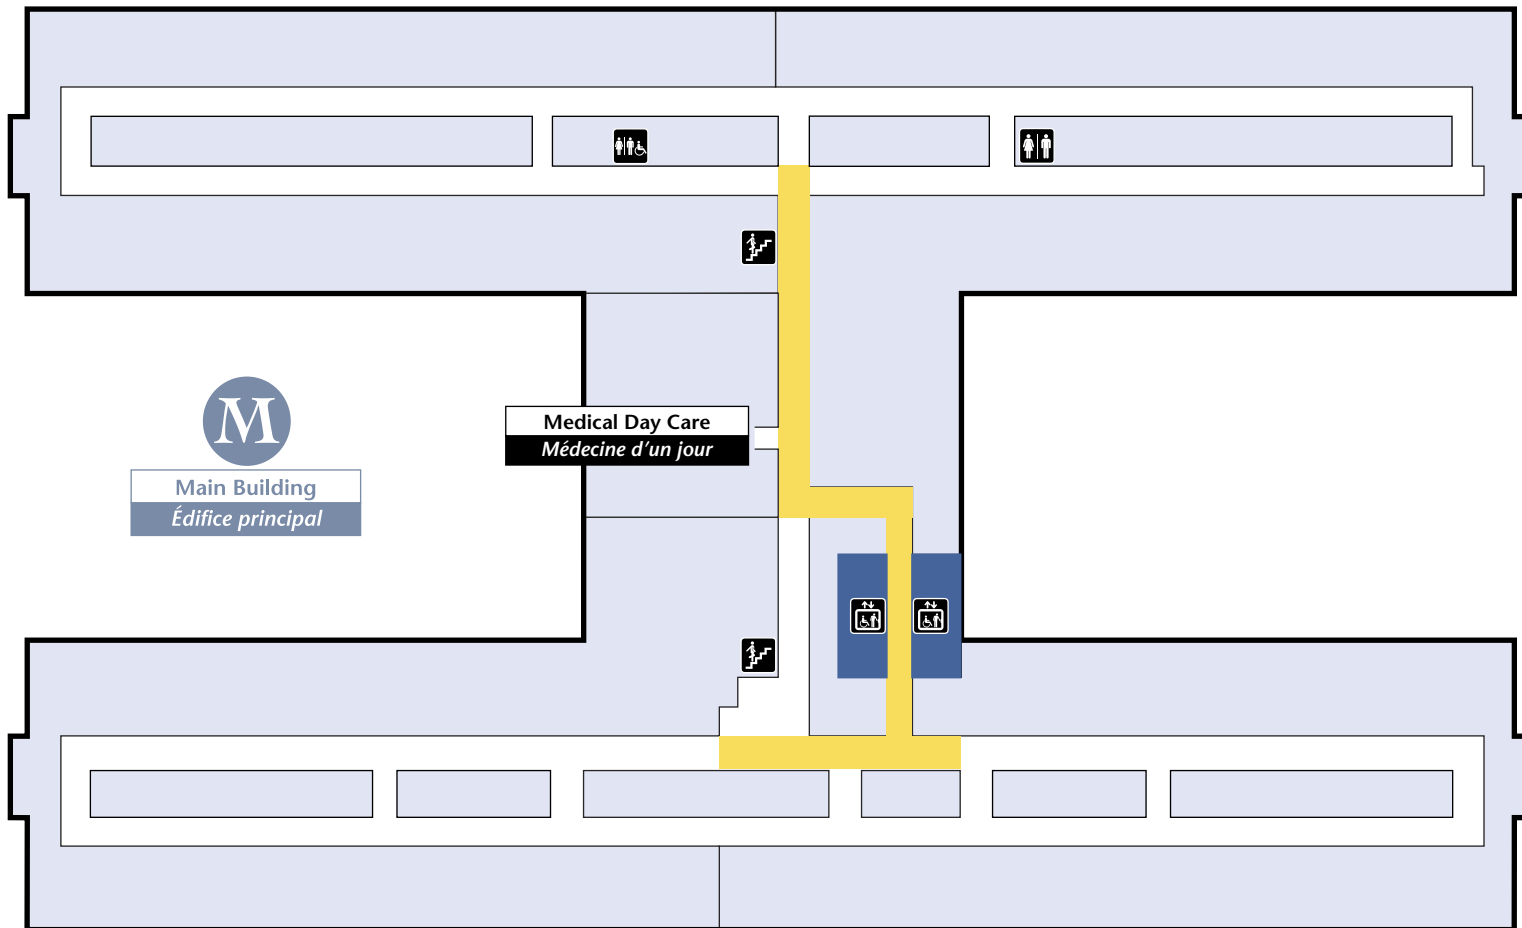 Medical Day Care
Médecine d'un jour
M
Main Building
Édifice principal